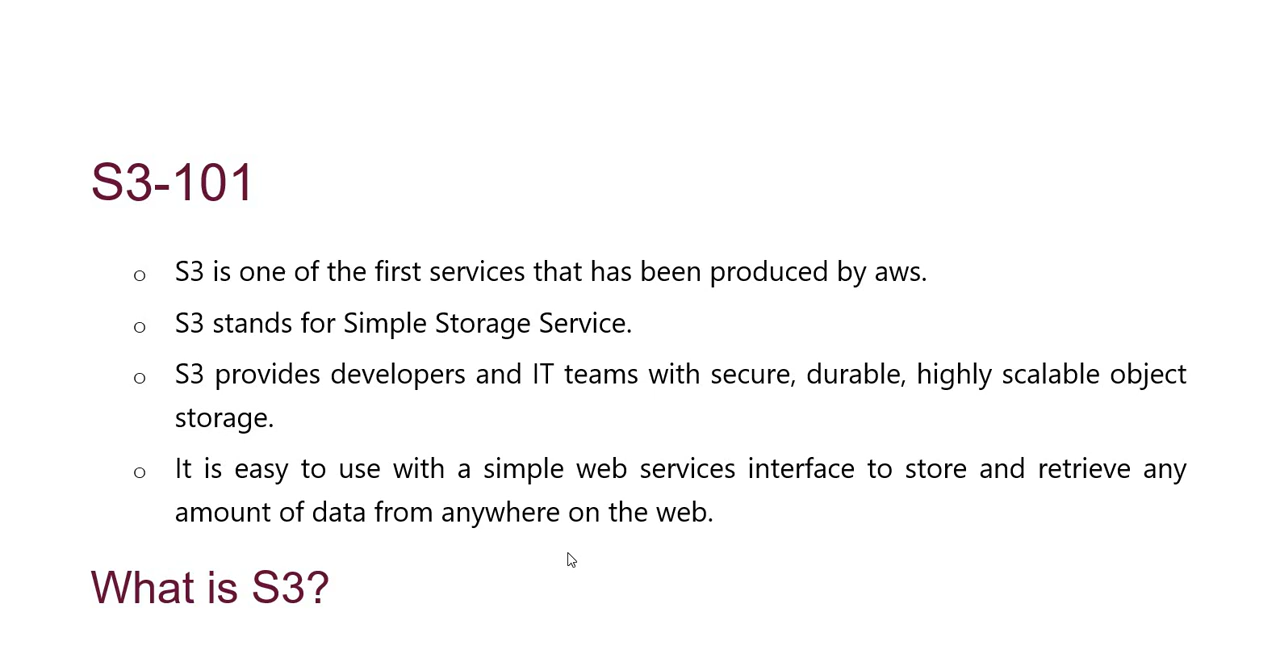 S3-101
o S3 is one of the first services that has been produced by aws.
o S3 stands for Simple Storage Service.
o S3 provides developers and IT teams with secure, durable, highly scalable object
storage.
o It is easy to use with a simple web services interface to store and retrieve any
amount of data from anywhere on the web.
What is S3?